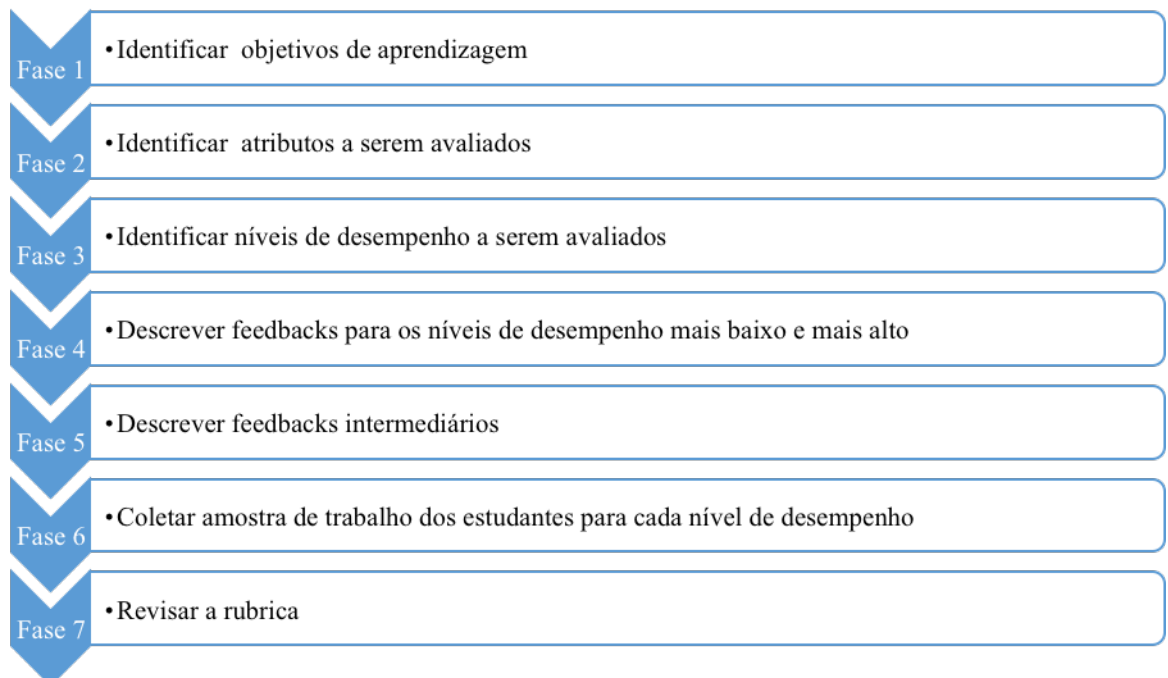 Fase 1
•Identificar objetivos de aprendizagem
Fase 2
•Identificar atributos a serem avaliados
Fase 3
•Identificar níveis de desempenho a serem avaliados
Fase 4
•Descrever feedbacks para os níveis de desempenho mais baixo e mais alto
Fase 5
•Descrever feedbacks intermediários
Fase 6
•Coletar amostra de trabalho dos estudantes para cada nível de desempenho
Fase 7
•Revisar a rubrica